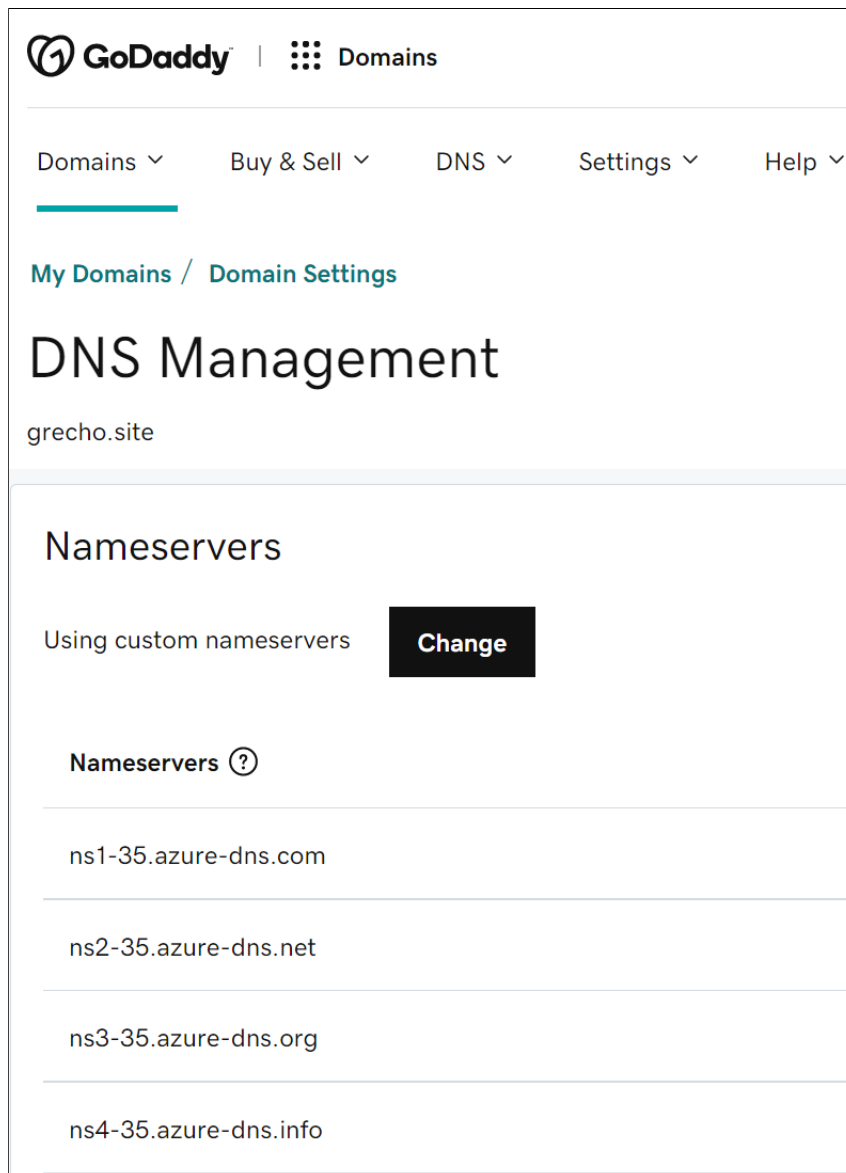 GoDaddy Domains
Domains Buy & Sell DNS Settings Help
My Domains / Domain Settings
DNS Management
grecho.site
Nameservers
Using custom nameservers Change
Nameservers ?
ns1-35.azure-dns.com
ns2-35.azure-dns.net
ns3-35.azure-dns.org
ns4-35.azure-dns.info